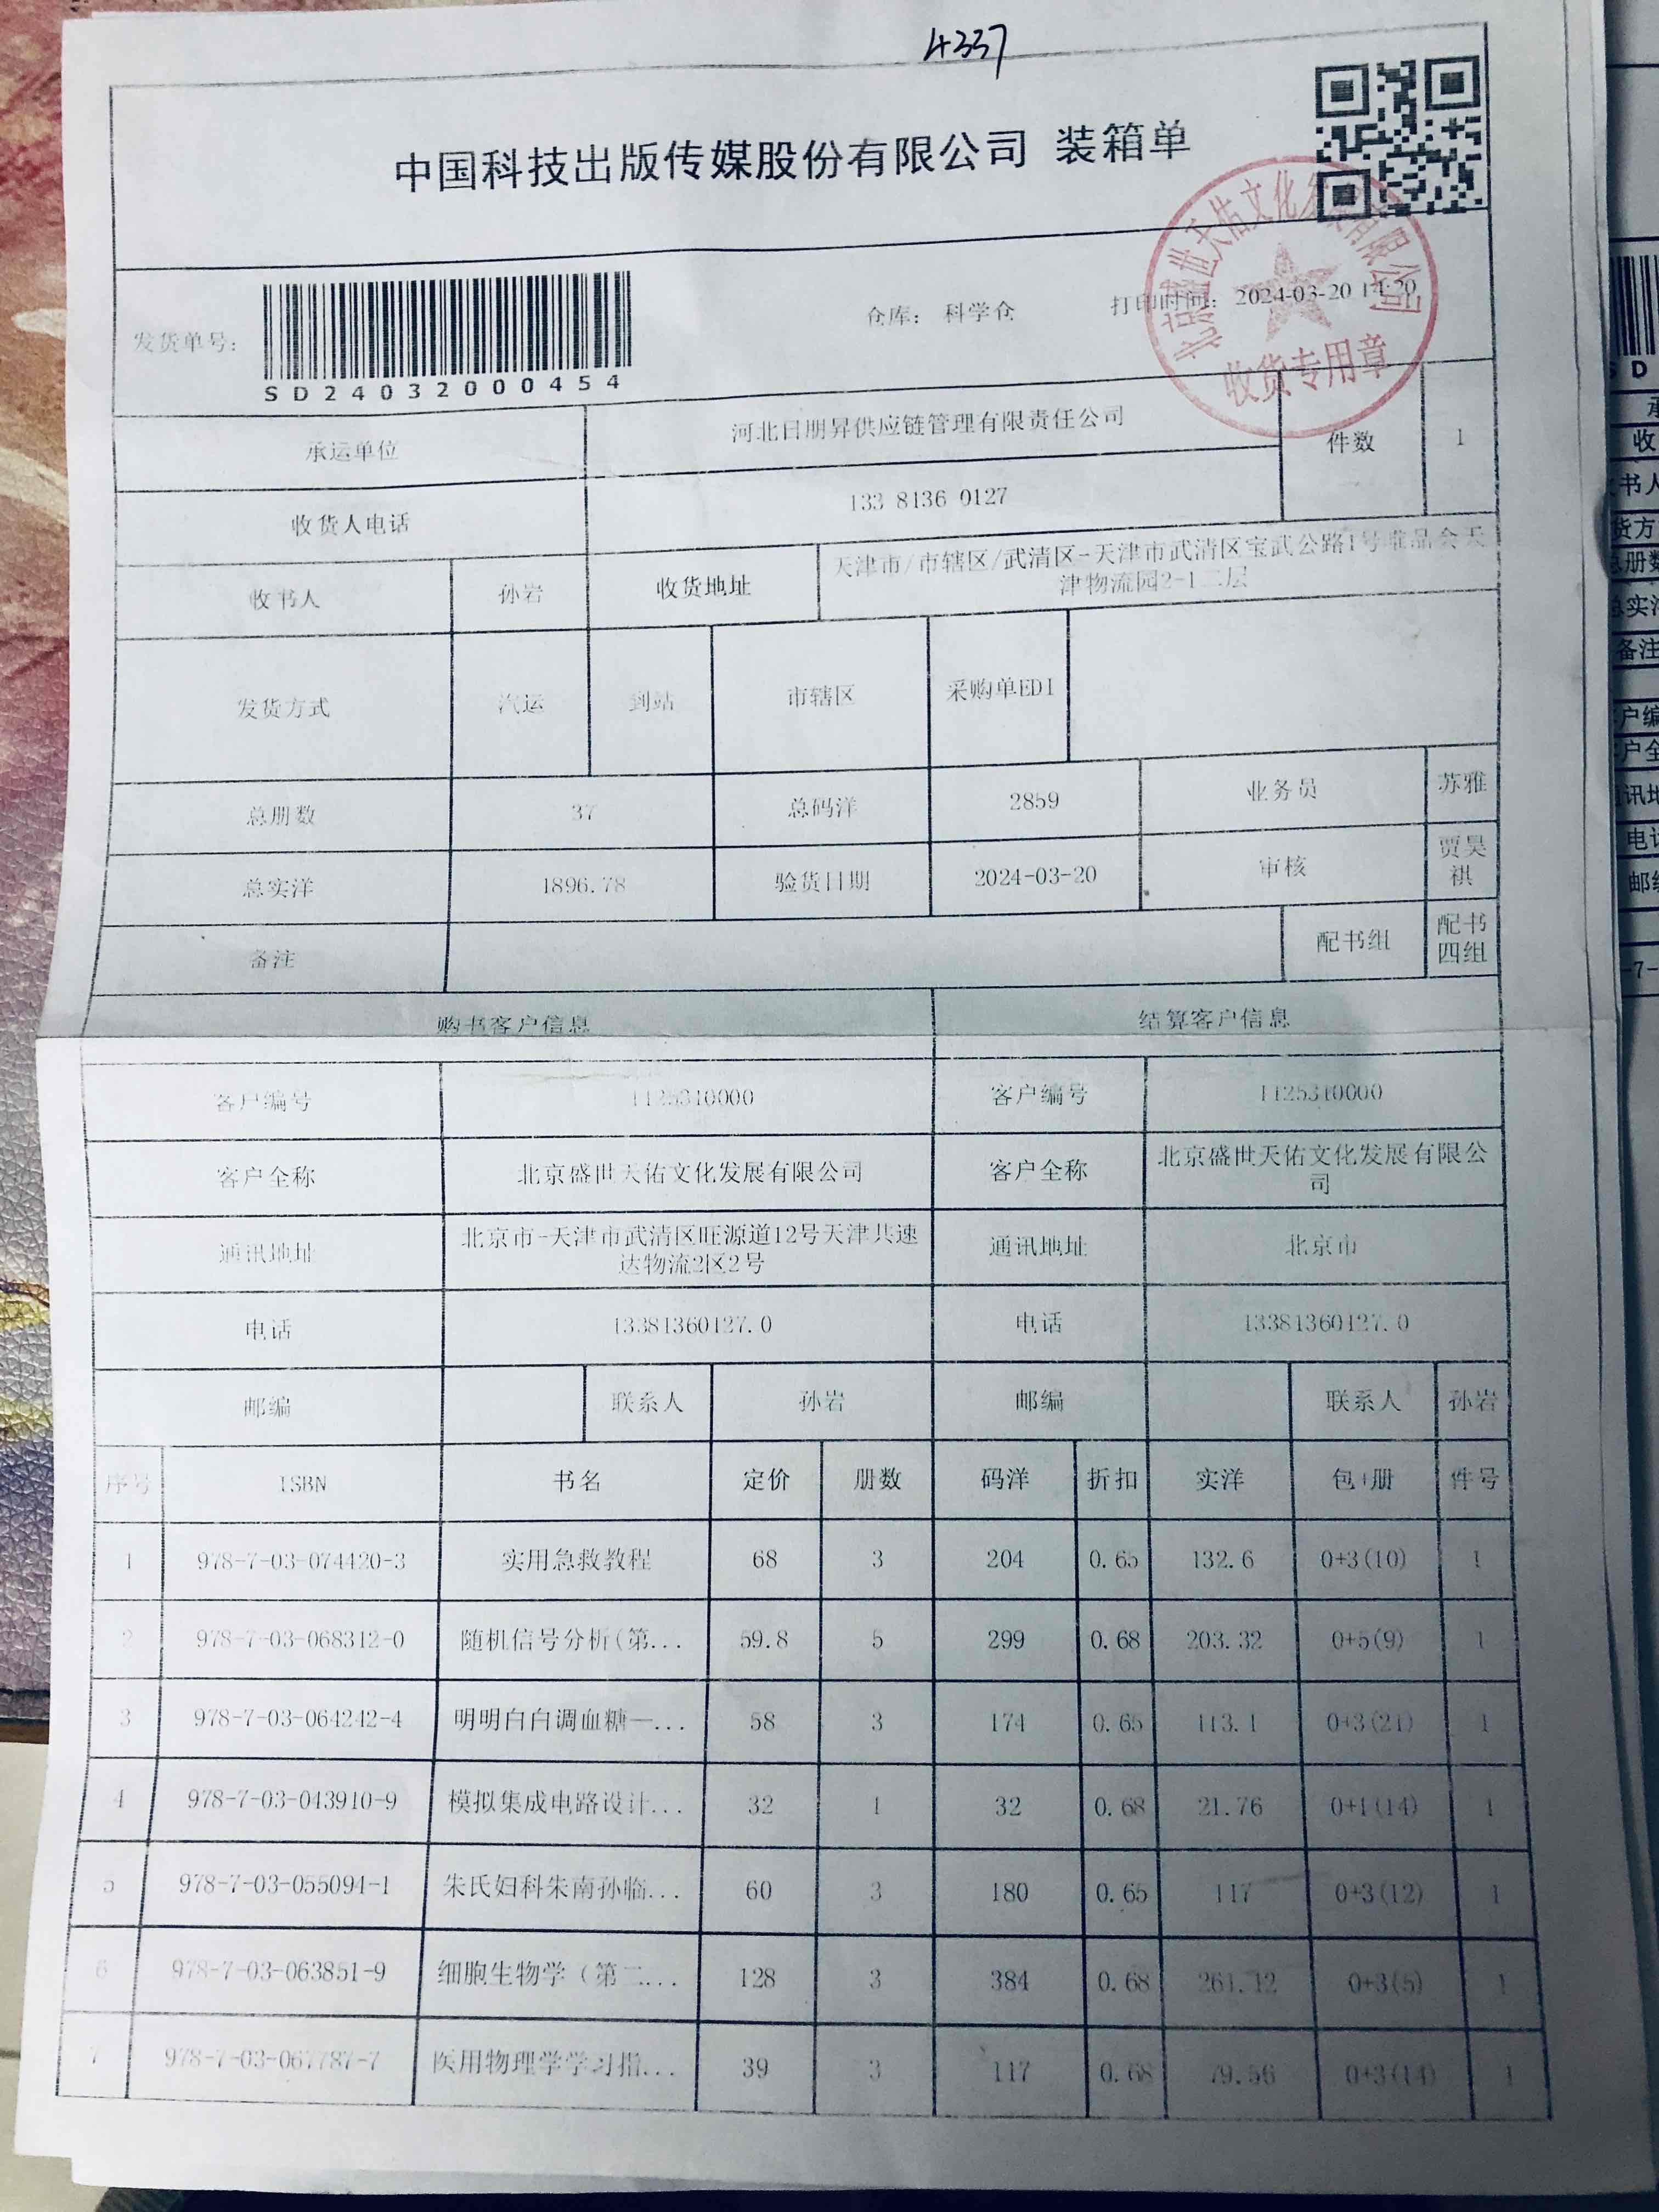 4337
中国科技出版传媒股份有限公司 装箱单
发货单号: SD24032000454 仓库: 科学仓 打印时间: 2024-03-20 14:20
北京盛世天佑文化发展有限公司
收货专用章
承运单位 河北日朋昇供应链管理有限责任公司 件数 1
收货人电话 133 8136 0127
收书人 孙岩 收货地址 天津市/市辖区/武清区-天津市武清区宝武公路1号唯品会天
津物流园2-1二层
发货方式 汽运 到站 市辖区 采购单EDI
总册数 37 总码洋 2859 业务员 苏雅
总实洋 1896.78 验货日期 2024-03-20 审核 贾昊
祺
备注 配书组 配书
四组
购书客户信息 结算客户信息
客户编号 1125310000 客户编号 1125310000
客户全称 北京盛世天佑文化发展有限公司 客户全称 北京盛世天佑文化发展有限公
司
通讯地址 北京市-天津市武清区旺源道12号天津共速 通讯地址 北京市
达物流2区2号
电话 13381360127.0 电话 13381360127.0
邮编 联系人 孙岩 邮编 联系人 孙岩
序号 ISBN 书名 定价 册数 码洋 折扣 实洋 包+册 件号
1 978-7-03-074420-3 实用急救教程 68 3 204 0.65 132.6 0+3(10) 1
2 978-7-03-068312-0 随机信号分析(第... 59.8 5 299 0.68 203.32 0+5(9) 1
3 978-7-03-064242-4 明明白白调血糖—... 58 3 174 0.65 113.1 0+3(21) 1
4 978-7-03-043910-9 模拟集成电路设计... 32 1 32 0.68 21.76 0+1(14) 1
5 978-7-03-055094-1 朱氏妇科朱南孙临... 60 3 180 0.65 117 0+3(12) 1
6 978-7-03-063851-9 细胞生物学（第二... 128 3 384 0.68 261.12 0+3(5) 1
7 978-7-03-067787-7 医用物理学学习指... 39 3 117 0.68 79.56 0+3(14) 1